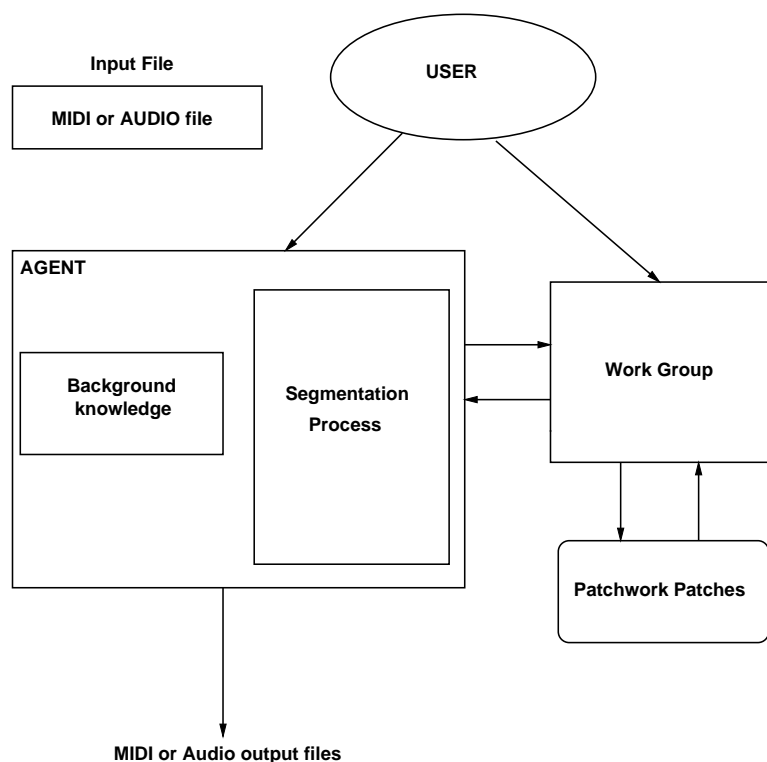 Input File
USER
MIDI or AUDIO file
AGENT
Background
knowledge
Segmentation
Process
Work Group
Patchwork Patches
MIDI or Audio output files